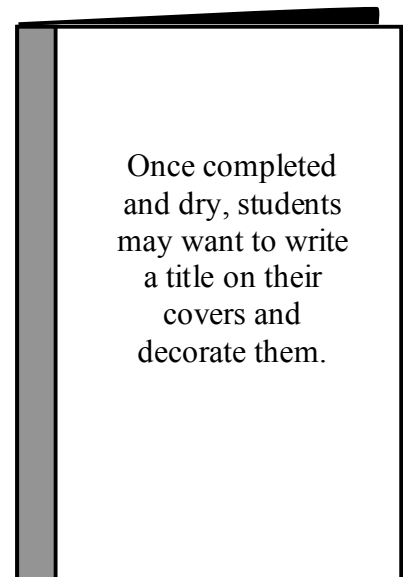 Once completed
and dry, students
may want to write
a title on their
covers and
decorate them.